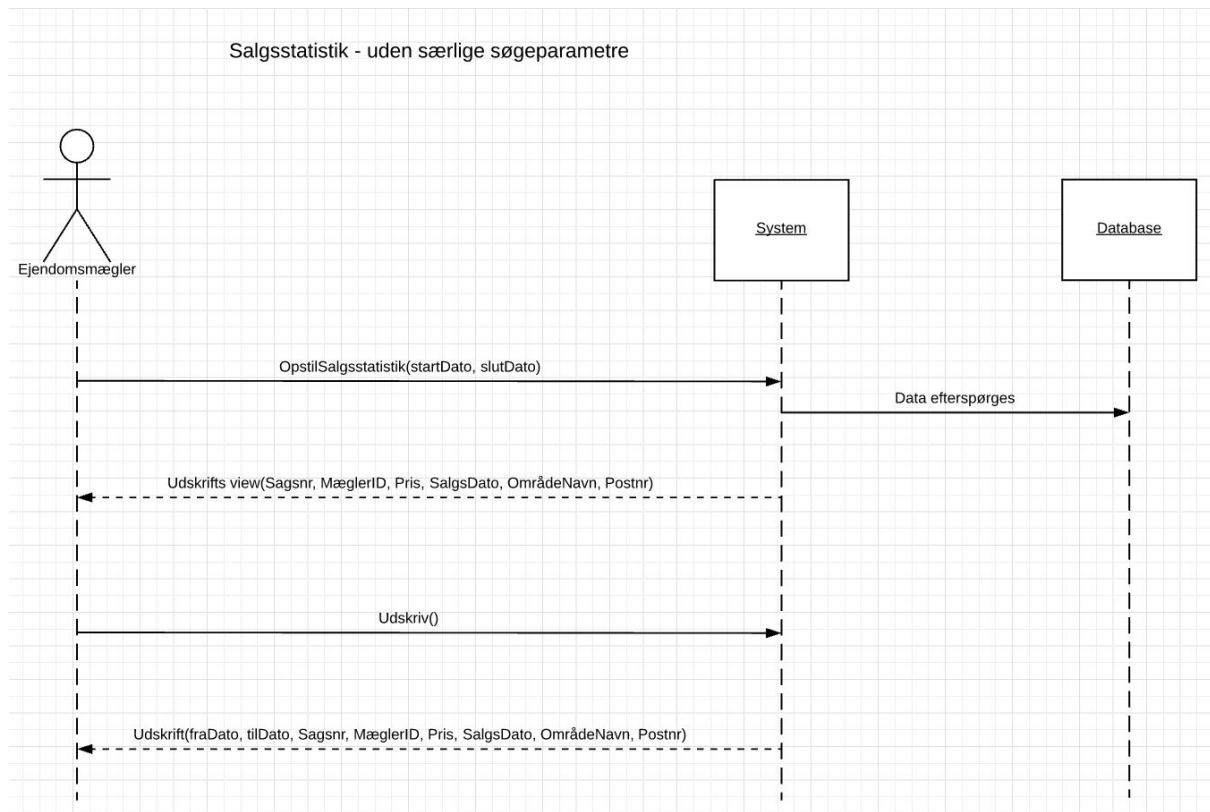 Salgsstatistik - uden særlige søgeparametre
System
Database
Ejendomsmægler
OpstilSalgsstatistik(startDato, slutDato)
Data efterspørges
Udskrifts view(Sagsnr, MæglerID, Pris, SalgsDato, OmrådeNavn, Postnr)
Udskriv()
Udskrift(fraDato, tilDato, Sagsnr, MæglerID, Pris, SalgsDato, OmrådeNavn, Postnr)